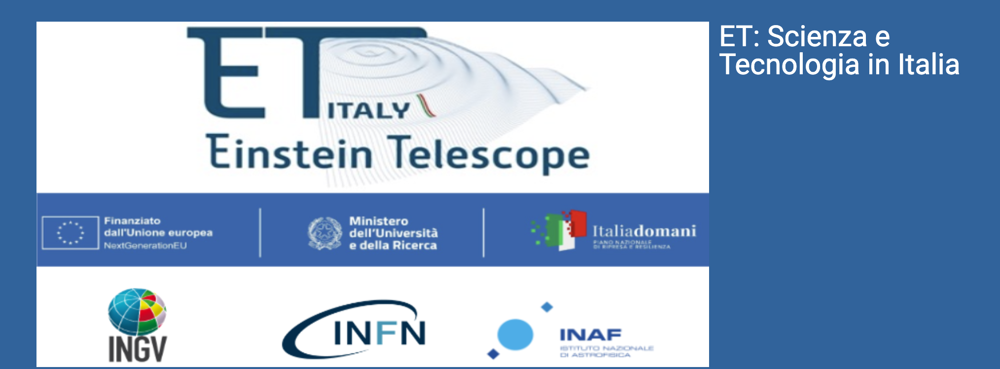 ET
ITALY
Einstein Telescope
ET: Scienza e
Tecnologia in Italia
Finanziato
dall'Unione europea
NextGenerationEU
Ministero
dell'Università
e della Ricerca
Italiadomani
PIANO NAZIONALE
DI RIPRESA E RESILIENZA
INGV
INFN
INAF
ISTITUTO NAZIONALE
DI ASTROFISICA